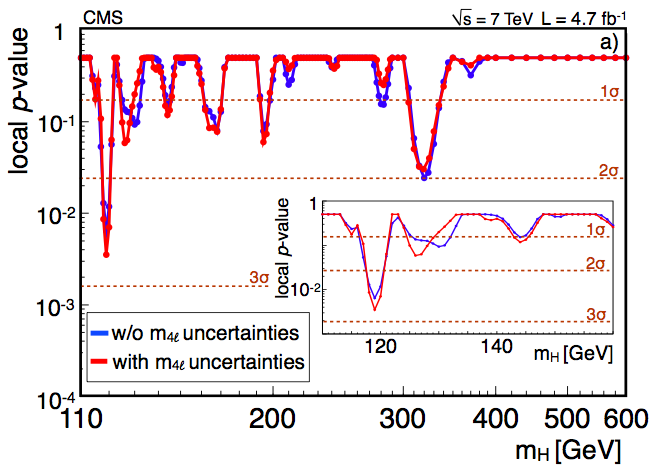 CMS √s = 7 TeV L = 4.7 fb⁻¹
a)
local p-value
1
10⁻¹
10⁻²
10⁻³
10⁻⁴
1σ
2σ
3σ
w/o m₄ℓ uncertainties
with m₄ℓ uncertainties
110 200 300 400 500 600
m_H [GeV]
local p-value
1
10⁻²
1σ
2σ
3σ
120 140
m_H [GeV]